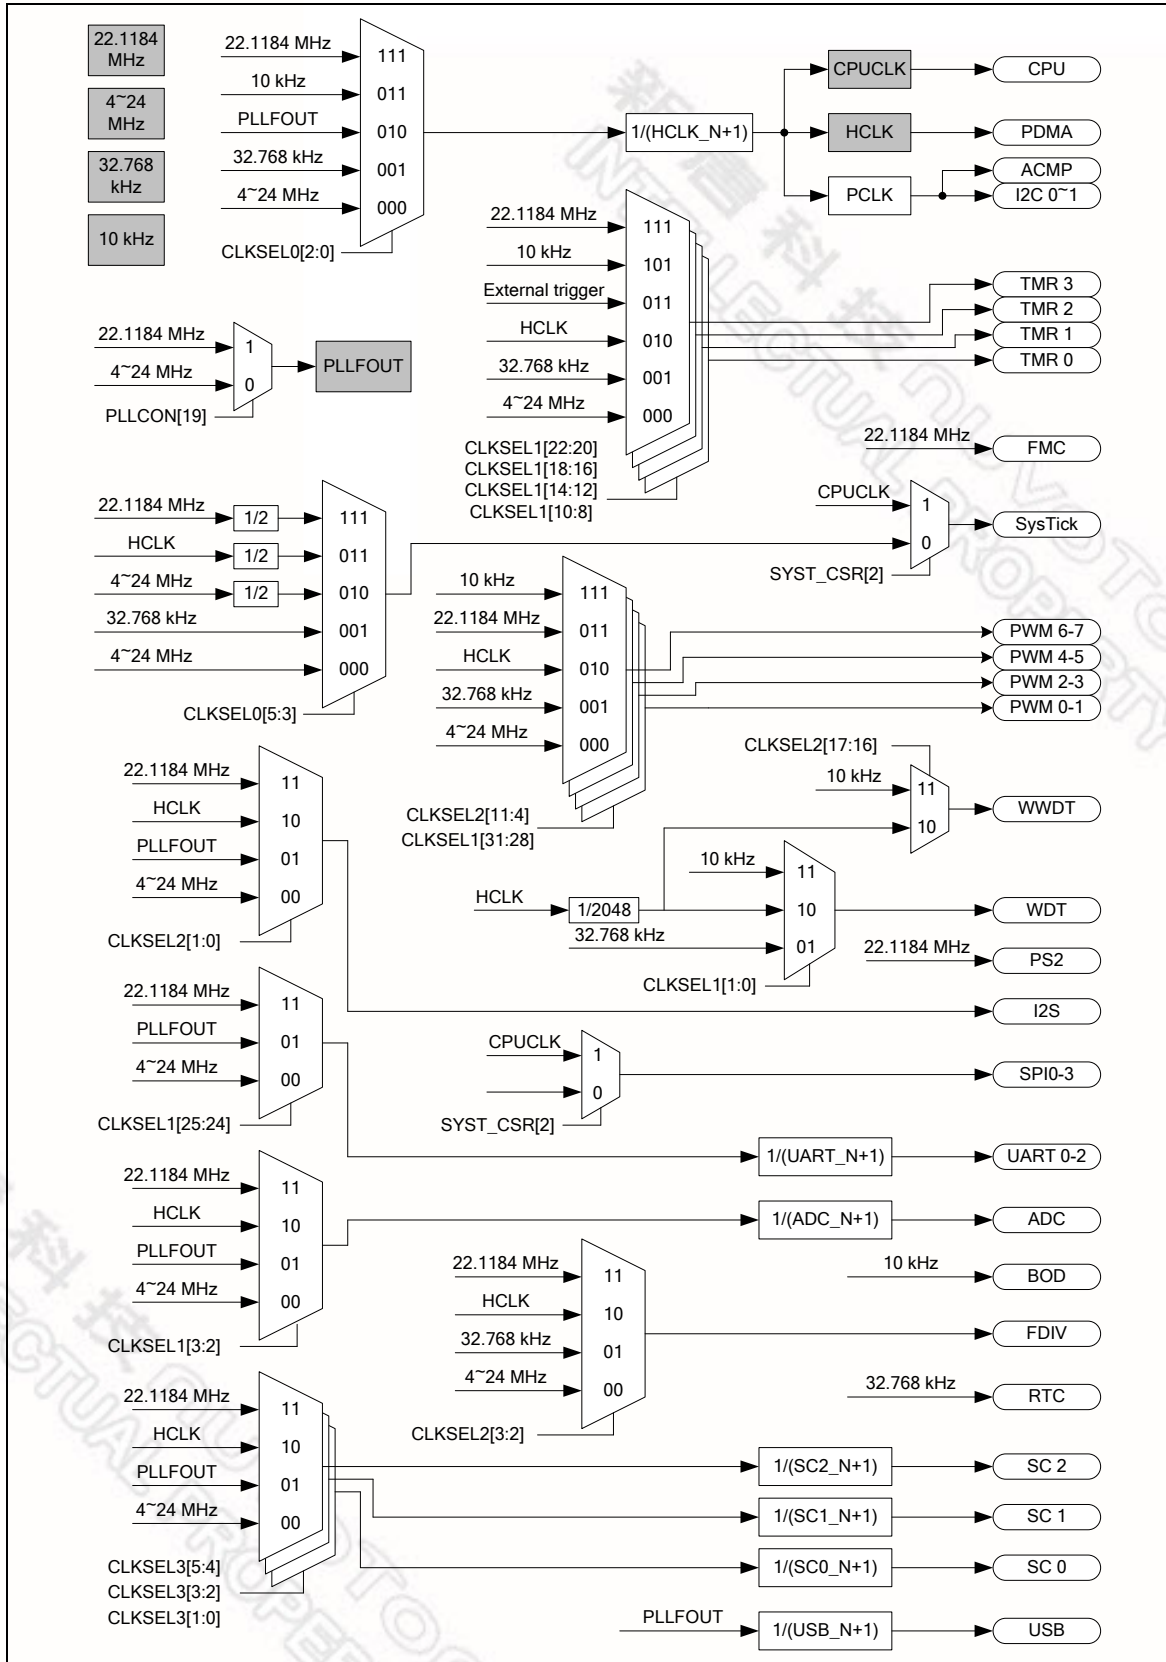 22.1184 MHz
4~24 MHz
32.768 kHz
10 kHz
22.1184 MHz 111
10 kHz 011
PLLFOUT 010
32.768 kHz 001
4~24 MHz 000
CLKSEL0[2:0]
1/(HCLK_N+1)
CPUCLK CPU
HCLK PDMA
PCLK ACMP
I2C 0~1
22.1184 MHz 111
10 kHz 101
External trigger 011
HCLK 010
32.768 kHz 001
4~24 MHz 000
CLKSEL1[22:20]
CLKSEL1[18:16]
CLKSEL1[14:12]
CLKSEL1[10:8]
TMR 3
TMR 2
TMR 1
TMR 0
22.1184 MHz 1
4~24 MHz 0
PLLCON[19]
PLLFOUT
22.1184 MHz FMC
22.1184 MHz 1/2 111
HCLK 1/2 011
4~24 MHz 1/2 010
32.768 kHz 001
4~24 MHz 000
CLKSEL0[5:3]
CPUCLK 1
0
SYST_CSR[2]
SysTick
10 kHz 111
22.1184 MHz 011
HCLK 010
32.768 kHz 001
4~24 MHz 000
CLKSEL2[11:4]
CLKSEL1[31:28]
PWM 6-7
PWM 4-5
PWM 2-3
PWM 0-1
CLKSEL2[17:16]
10 kHz 11
10
WWDT
22.1184 MHz 11
HCLK 10
PLLFOUT 01
4~24 MHz 00
CLKSEL2[1:0]
10 kHz 11
HCLK 1/2048 10
32.768 kHz 01
CLKSEL1[1:0]
WDT
22.1184 MHz PS2
I2S
22.1184 MHz 11
PLLFOUT 01
4~24 MHz 00
CLKSEL1[25:24]
CPUCLK 1
0
SYST_CSR[2]
SPI0-3
1/(UART_N+1) UART 0-2
22.1184 MHz 11
HCLK 10
PLLFOUT 01
4~24 MHz 00
CLKSEL1[3:2]
1/(ADC_N+1) ADC
10 kHz BOD
22.1184 MHz 11
HCLK 10
32.768 kHz 01
4~24 MHz 00
CLKSEL2[3:2]
FDIV
32.768 kHz RTC
22.1184 MHz 11
HCLK 10
PLLFOUT 01
4~24 MHz 00
CLKSEL3[5:4]
CLKSEL3[3:2]
CLKSEL3[1:0]
1/(SC2_N+1) SC 2
1/(SC1_N+1) SC 1
1/(SC0_N+1) SC 0
PLLFOUT 1/(USB_N+1) USB
新唐科技 nuvoTon
INTELLECTUAL PROPERTY